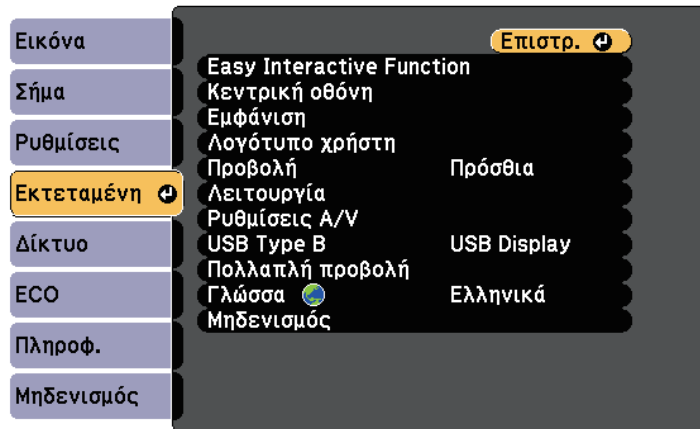 Εικόνα
Σήμα
Ρυθμίσεις
Εκτεταμένη
Δίκτυο
ECO
Πληροφ.
Μηδενισμός
Επιστρ.
Easy Interactive Function
Κεντρική οθόνη
Εμφάνιση
Λογότυπο χρήστη
Προβολή Πρόσθια
Λειτουργία
Ρυθμίσεις A/V
USB Type B USB Display
Πολλαπλή προβολή
Γλώσσα Ελληνικά
Μηδενισμός